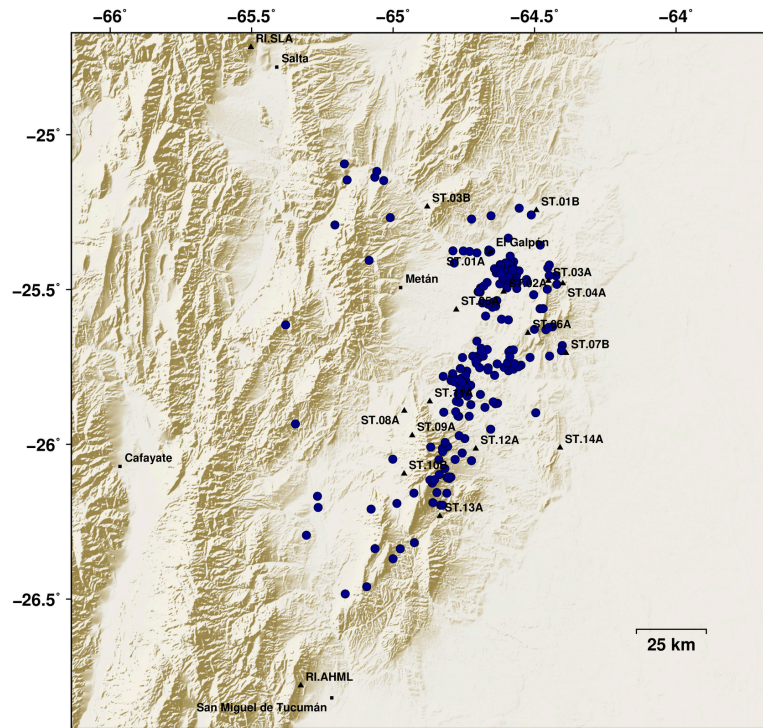 −66˚ −65.5˚ −65˚ −64.5˚ −64˚
RI.SLA
Salta
−25˚
ST.03B
ST.01B
El Galpón
ST.01A
ST.03A
Metán
ST.02A
ST.04A
−25.5˚
ST.06A
ST.07B
ST.08A
ST.09A
ST.12A
ST.14A
−26˚
Cafayate
ST.13A
−26.5˚
25 km
RI.AHML
San Miguel de Tucumán